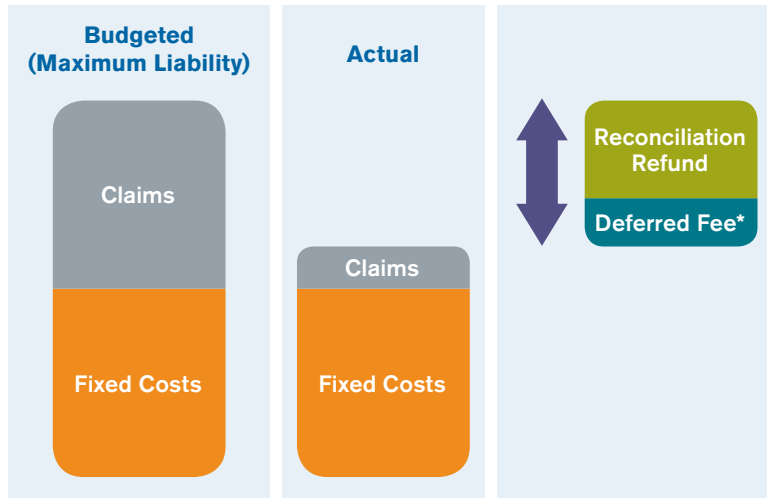 Budgeted
(Maximum Liability)
Claims
Fixed Costs
Actual
Claims
Fixed Costs
Reconciliation
Refund
Deferred Fee*